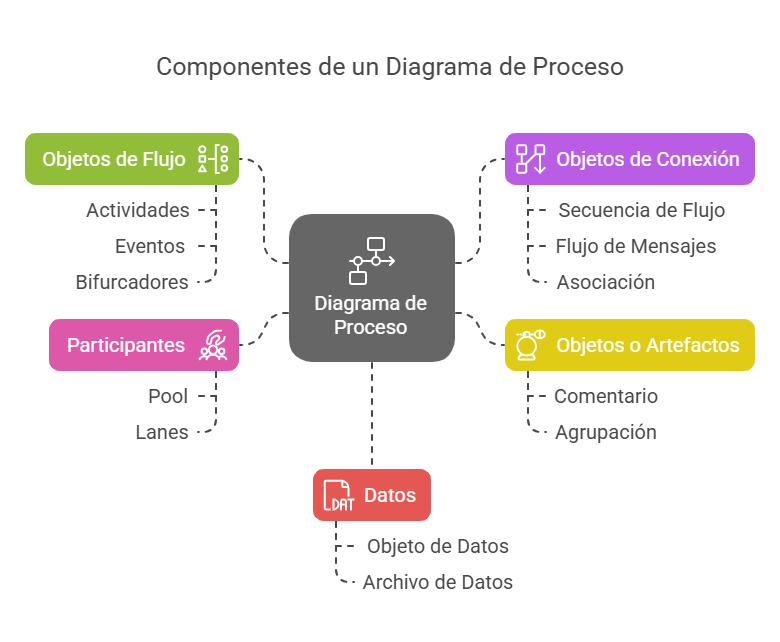 Componentes de un Diagrama de Proceso
Objetos de Flujo
Actividades
Eventos
Bifurcadores
Participantes
Pool
Lanes
Diagrama de
Proceso
Objetos de Conexión
Secuencia de Flujo
Flujo de Mensajes
Asociación
Objetos o Artefactos
Comentario
Agrupación
DAT
Datos
Objeto de Datos
Archivo de Datos